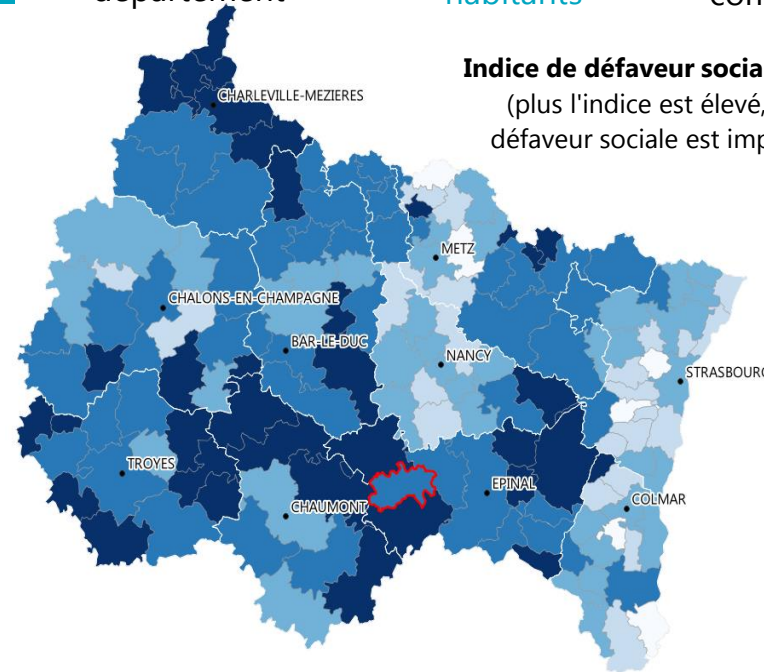 département
habitants
Indice de défaveur socia
(plus l'indice est élevé,
défaveur sociale est imp
CHARLEVILLE-MEZIERES
METZ
CHALONS-EN-CHAMPAGNE
BAR-LE-DUC
NANCY
STRASBOURG
TROYES
EPINAL
CHAUMONT
COLMAR